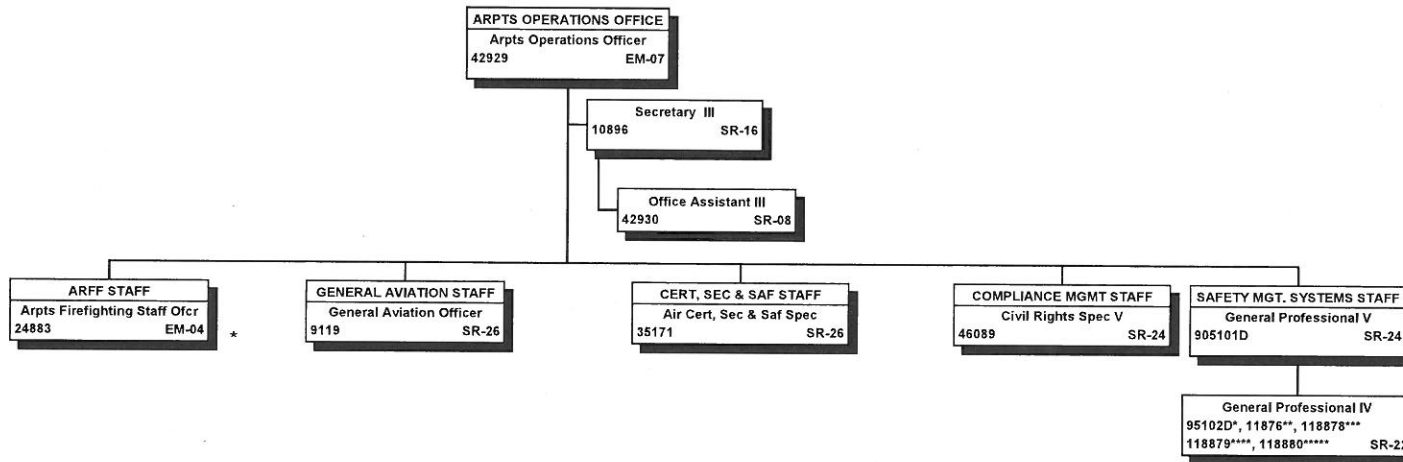 ARPTS OPERATIONS OFFICE
Arpts Operations Officer
42929 EM-07
Secretary III
10896 SR-16
Office Assistant III
42930 SR-08
ARFF STAFF
Arpts Firefighting Staff Ofcr
24883 EM-04
*
GENERAL AVIATION STAFF
General Aviation Officer
9119 SR-26
CERT, SEC & SAF STAFF
Air Cert, Sec & Saf Spec
35171 SR-26
COMPLIANCE MGMT STAFF
Civil Rights Spec V
46089 SR-24
SAFETY MGT. SYSTEMS STAFF
General Professional V
905101D SR-24
General Professional IV
95102D*, 11876**, 118878***
118879****, 118880***** SR-22